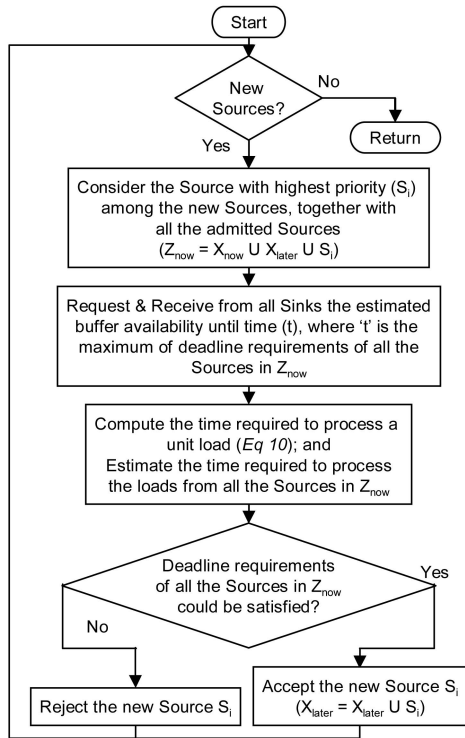 Start
New
Sources?
No
Return
Yes
Consider the Source with highest priority (Si)
among the new Sources, together with
all the admitted Sources
(Znow = Xnow U Xlater U Si)
Request & Receive from all Sinks the estimated
buffer availability until time (t), where ‘t’ is the
maximum of deadline requirements of all the
Sources in Znow
Compute the time required to process a
unit load (Eq 10); and
Estimate the time required to process
the loads from all the Sources in Znow
Deadline requirements
of all the Sources in Znow
could be satisfied?
Yes
No
Reject the new Source Si
Accept the new Source Si
(Xlater = Xlater U Si)